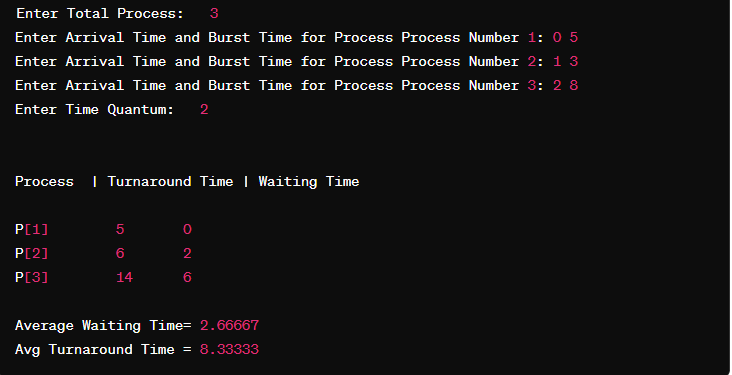 Enter Total Process:   3
Enter Arrival Time and Burst Time for Process Process Number 1: 0 5
Enter Arrival Time and Burst Time for Process Process Number 2: 1 3
Enter Arrival Time and Burst Time for Process Process Number 3: 2 8
Enter Time Quantum:   2
Process  | Turnaround Time | Waiting Time
P[1]        5       0
P[2]        6       2
P[3]        14      6
Average Waiting Time= 2.66667
Avg Turnaround Time = 8.33333